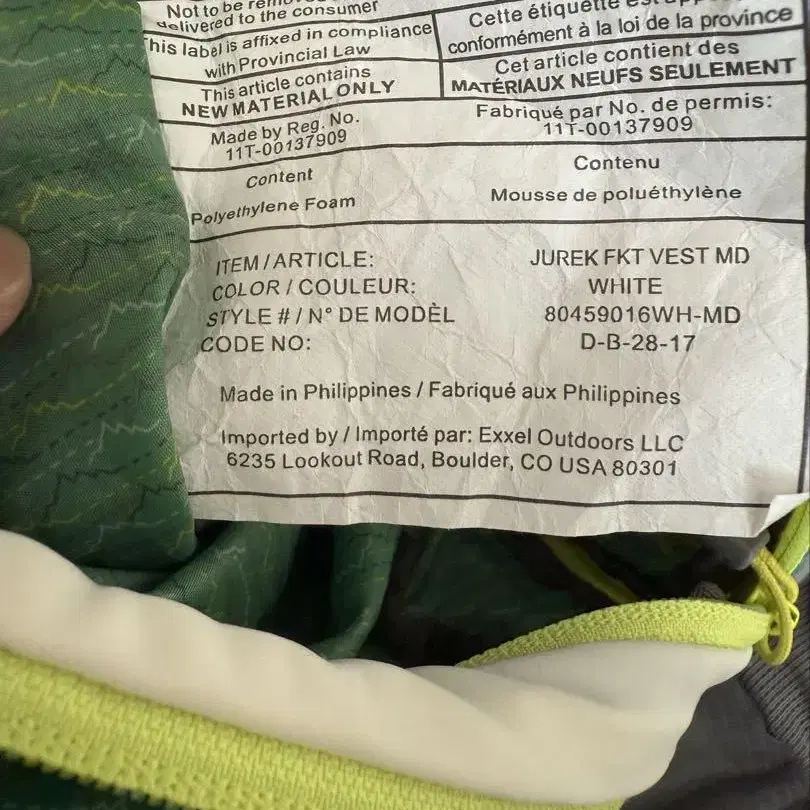 Not to be
delivered to the consumer
This label is affixed in compliance
with Provincial Law
This article contains
NEW MATERIAL ONLY
Made by Reg. No.
11T-00137909
Content
Polyethylene Foam
Cette étiquette est
conformément à la loi de la province
Cet article contient des
MATÉRIAUX NEUFS SEULEMENT
Fabriqué par No. de permis:
11T-00137909
Contenu
Mousse de poluéthylène
ITEM / ARTICLE: JUREK FKT VEST MD
COLOR / COULEUR: WHITE
STYLE # / N° DE MODÈL 80459016WH-MD
CODE NO: D-B-28-17
Made in Philippines / Fabriqué aux Philippines
Imported by / Importé par: Exxel Outdoors LLC
6235 Lookout Road, Boulder, CO USA 80301